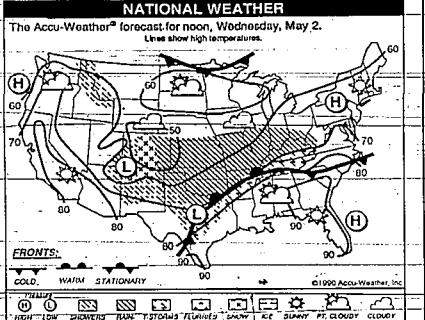 NATIONAL WEATHER
The Accu-Weather® forecast for noon, Wednesday, May 2.
Lines show high temperatures.
60
H
60
60
H
50
70
70
L
80
L
80
80
80
90
90
90
90
H
FRONTS:
COLD WARM STATIONARY
©1990 Accu-Weather, Inc
H L
HIGH LOW SHOWERS RAIN T-STORMS FLURRIES SNOW ICE SUNNY PT. CLOUDY CLOUDY